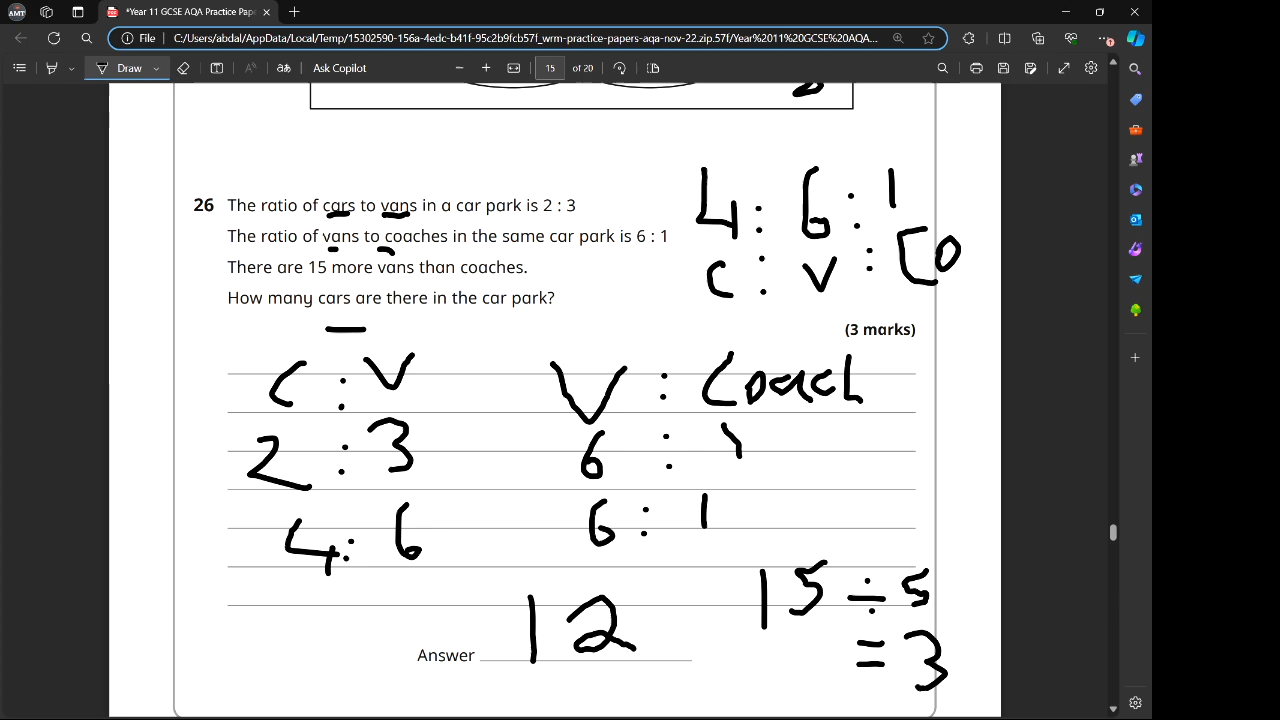 *Year 11 GCSE AQA Practice Pape
File C:/Users/abdal/AppData/Local/Temp/15302590-156a-4edc-b41f-95c2b9fcb57f_wrm-practice-papers-aqa-nov-22.zip.57f/Year%2011%20GCSE%20AQA...
Draw Ask Copilot 15 of 20
26 The ratio of cars to vans in a car park is 2 : 3
The ratio of vans to coaches in the same car park is 6 : 1
There are 15 more vans than coaches.
How many cars are there in the car park?
(3 marks)
4 : 6 : 1
C : V : Co
C : V
V : Coach
2 : 3
6 : 1
4 : 6
6 : 1
15 ÷ 5
= 3
Answer 12